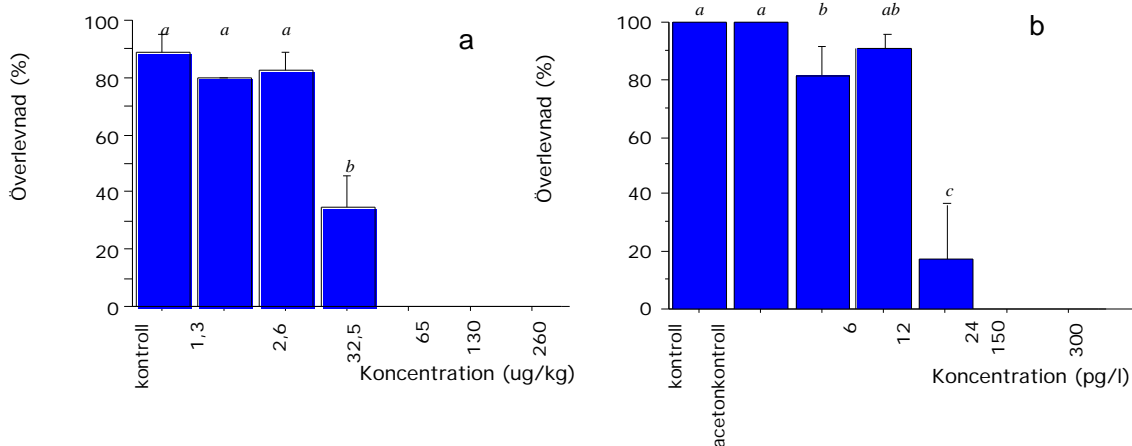 Överlevnad (%)
100
80
60
40
20
0
a
a
a
b
a
kontroll
1,3
2,6
32,5
65
130
260
Koncentration (ug/kg)
Överlevnad (%)
100
80
60
40
20
0
a
a
b
ab
c
b
kontroll
acetonkontroll
6
12
24
150
300
Koncentration (pg/l)